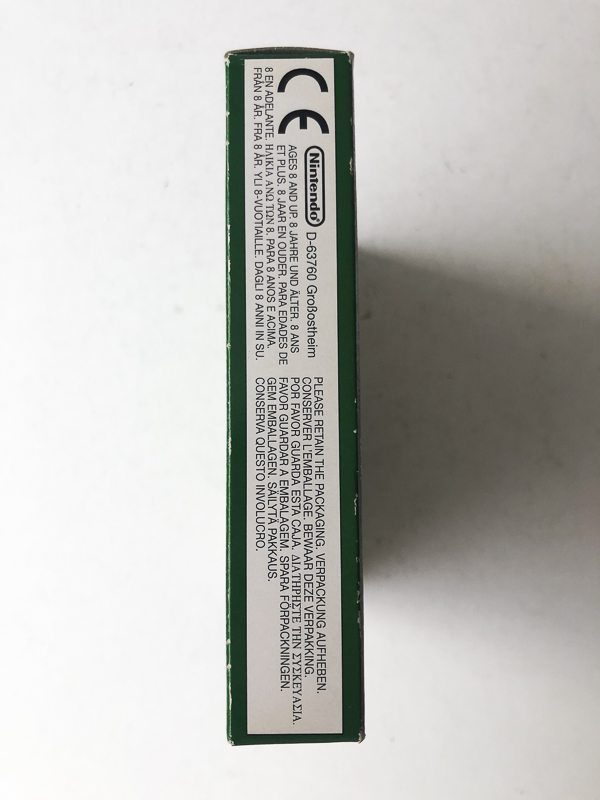 CE
Nintendo® D-63760 Großostheim
AGES 8 AND UP. 8 JAHRE UND ÄLTER. 8 ANS
ET PLUS. 8 JAAR EN OUDER. PARA EDADES DE
8 EN ADELANTE. ΗΛΙΚΙΑ ΑΝΩ ΤΩΝ 8. PARA 8 ANOS E ACIMA.
FRÅN 8 ÅR. FRA 8 ÅR. YLI 8-VUOTIAILLE. DAGLI 8 ANNI IN SU.
PLEASE RETAIN THE PACKAGING. VERPACKUNG AUFHEBEN.
CONSERVER L'EMBALLAGE. BEWAAR DEZE VERPAKKING.
POR FAVOR GUARDA ESTA CAJA. ΔΙΑΤΗΡΗΣΤΕ ΤΗΝ ΣΥΣΚΕΥΑΣΙΑ.
FAVOR GUARDAR A EMBALAGEM. SPARA FÖRPACKNINGEN.
GEM EMBALLAGEN. SÄILYTÄ PAKKAUS.
CONSERVA QUESTO INVOLUCRO.